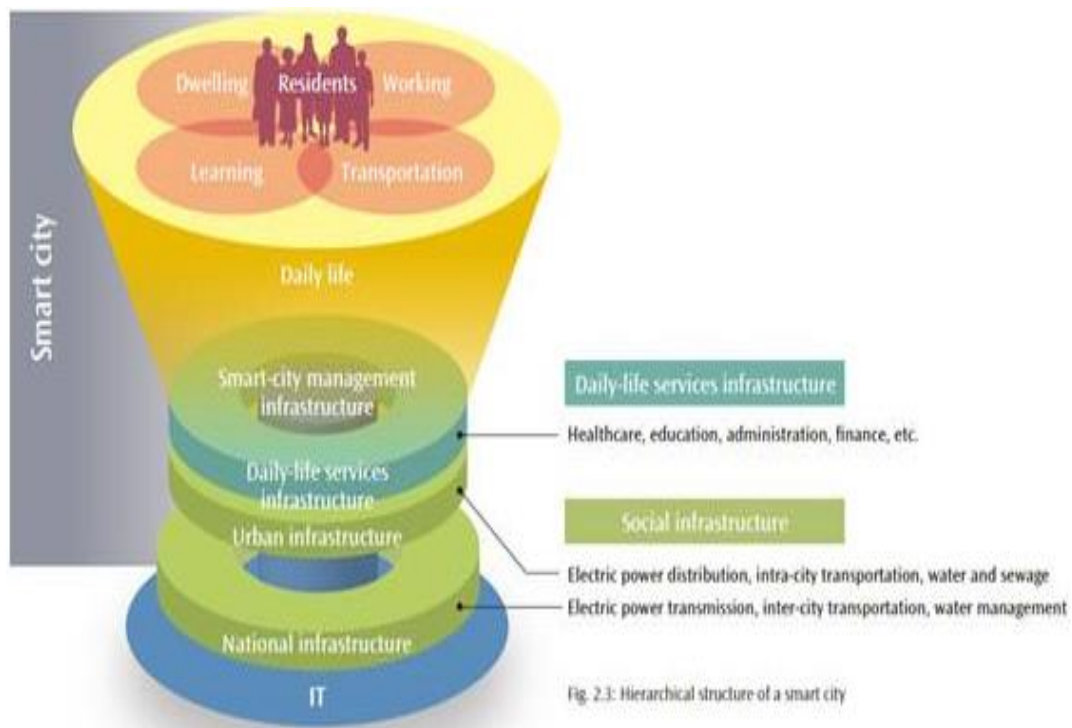 Smart city
Dwelling
Residents
Working
Learning
Transportation
Daily life
Smart-city management
infrastructure
Daily-life services
infrastructure
Urban infrastructure
National infrastructure
IT
Daily-life services infrastructure
Healthcare, education, administration, finance, etc.
Social infrastructure
Electric power distribution, intra-city transportation, water and sewage
Electric power transmission, inter-city transportation, water management
Fig. 2.3: Hierarchical structure of a smart city